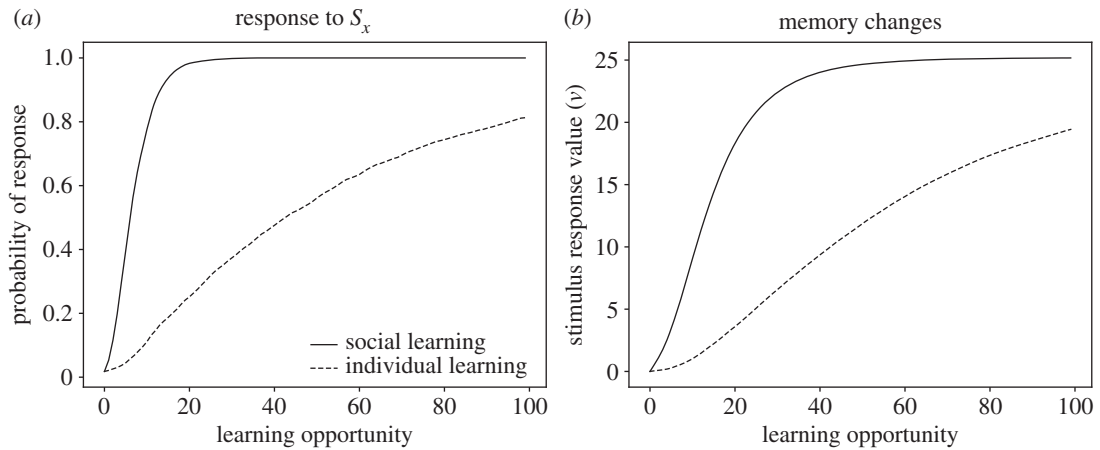 (a) response to Sx
1.0
0.8
0.6
0.4
0.2
0
probability of response
social learning
individual learning
0 20 40 60 80 100
learning opportunity
(b) memory changes
25
20
15
10
5
0
stimulus response value (v)
0 20 40 60 80 100
learning opportunity